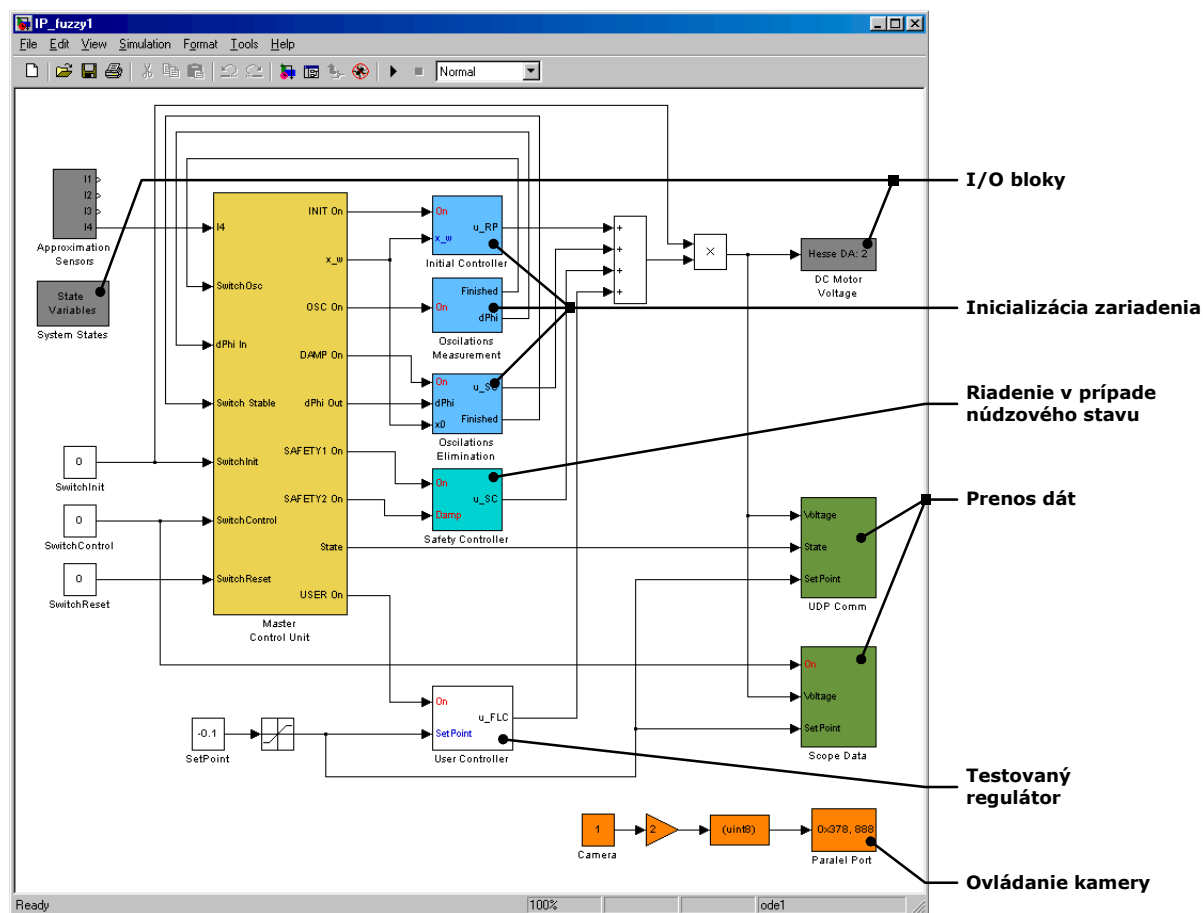 IP_fuzzy1
File Edit View Simulation Format Tools Help
Normal
I1
I2
I3
I4
Approximation
Sensors
State
Variables
System States
0
SwitchInit
0
SwitchControl
0
SwitchReset
I4
SwitchOsc
dPhi In
Switch Stable
SwitchInit
SwitchControl
SwitchReset
INIT On
x_w
OSC On
DAMP On
dPhi Out
SAFETY1 On
SAFETY2 On
State
USER On
Master
Control Unit
On
x_w
u_RP
Initial Controller
On
Finished
dPhi
Oscilations
Measurement
On
dPhi
x0
Finished
Oscilations
Elimination
On
Damp
u_SC
Safety Controller
On
SetPoint
u_FLC
User Controller
-0.1
SetPoint
+
+
+
+
×
Hesse DA: 2
DC Motor
Voltage
Voltage
State
SetPoint
UDP Comm
On
Voltage
SetPoint
Scope Data
1
Camera
2
(uint8)
0x378, 888
Paralel Port
I/O bloky
Inicializácia zariadenia
Riadenie v prípade
núdzového stavu
Prenos dát
Testovaný
regulátor
Ovládanie kamery
Ready
100%
ode1